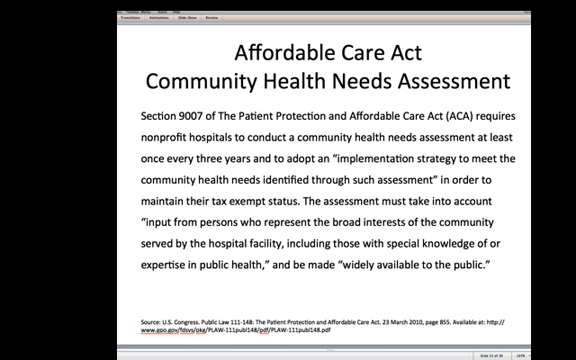 Transitions Animations Slide Show Review
Affordable Care Act
Community Health Needs Assessment
Section 9007 of The Patient Protection and Affordable Care Act (ACA) requires
nonprofit hospitals to conduct a community health needs assessment at least
once every three years and to adopt an “implementation strategy to meet the
community health needs identified through such assessment” in order to
maintain their tax exempt status. The assessment must take into account
“input from persons who represent the broad interests of the community
served by the hospital facility, including those with special knowledge of or
expertise in public health,” and be made “widely available to the public.”
Source: U.S. Congress. Public Law 111-148: The Patient Protection and Affordable Care Act. 23 March 2010, page 855. Available at: http://
www.gpo.gov/fdsys/pkg/PLAW-111publ148/pdf/PLAW-111publ148.pdf